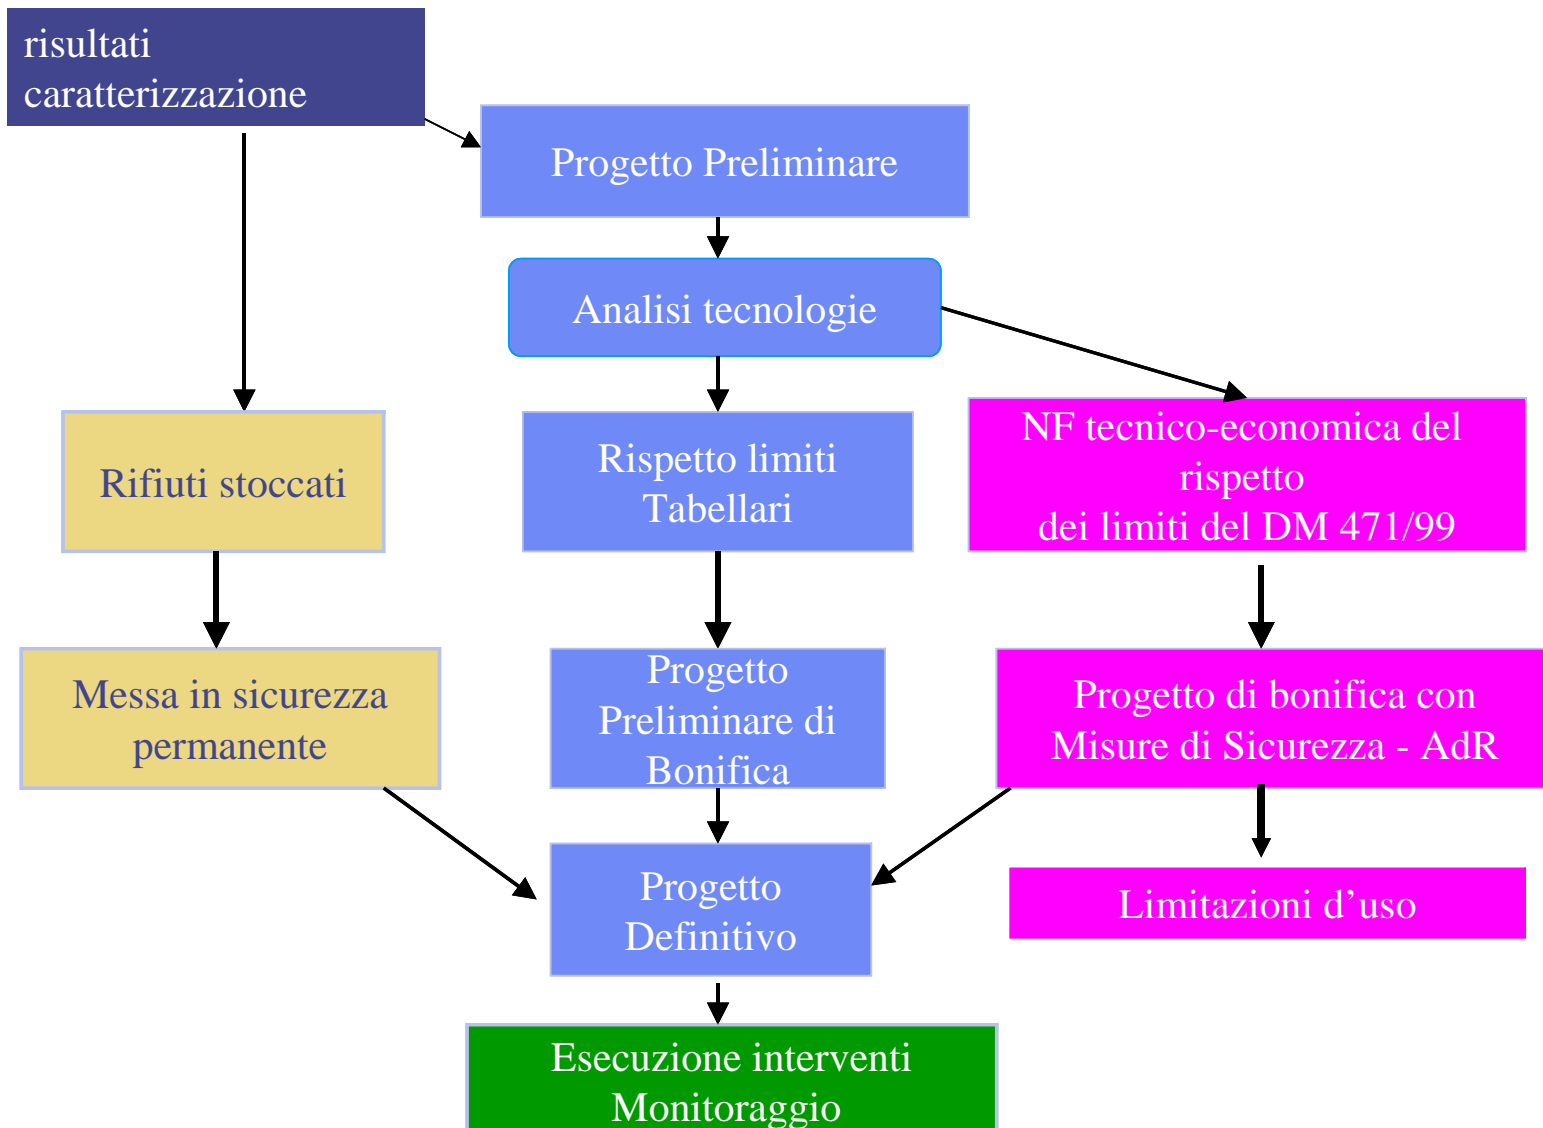 risultati
caratterizzazione
Progetto Preliminare
Analisi tecnologie
Rifiuti stoccati
Rispetto limiti
Tabellari
NF tecnico-economica del
rispetto
dei limiti del DM 471/99
Messa in sicurezza
permanente
Progetto
Preliminare di
Bonifica
Progetto di bonifica con
Misure di Sicurezza - AdR
Progetto
Definitivo
Limitazioni d’uso
Esecuzione interventi
Monitoraggio